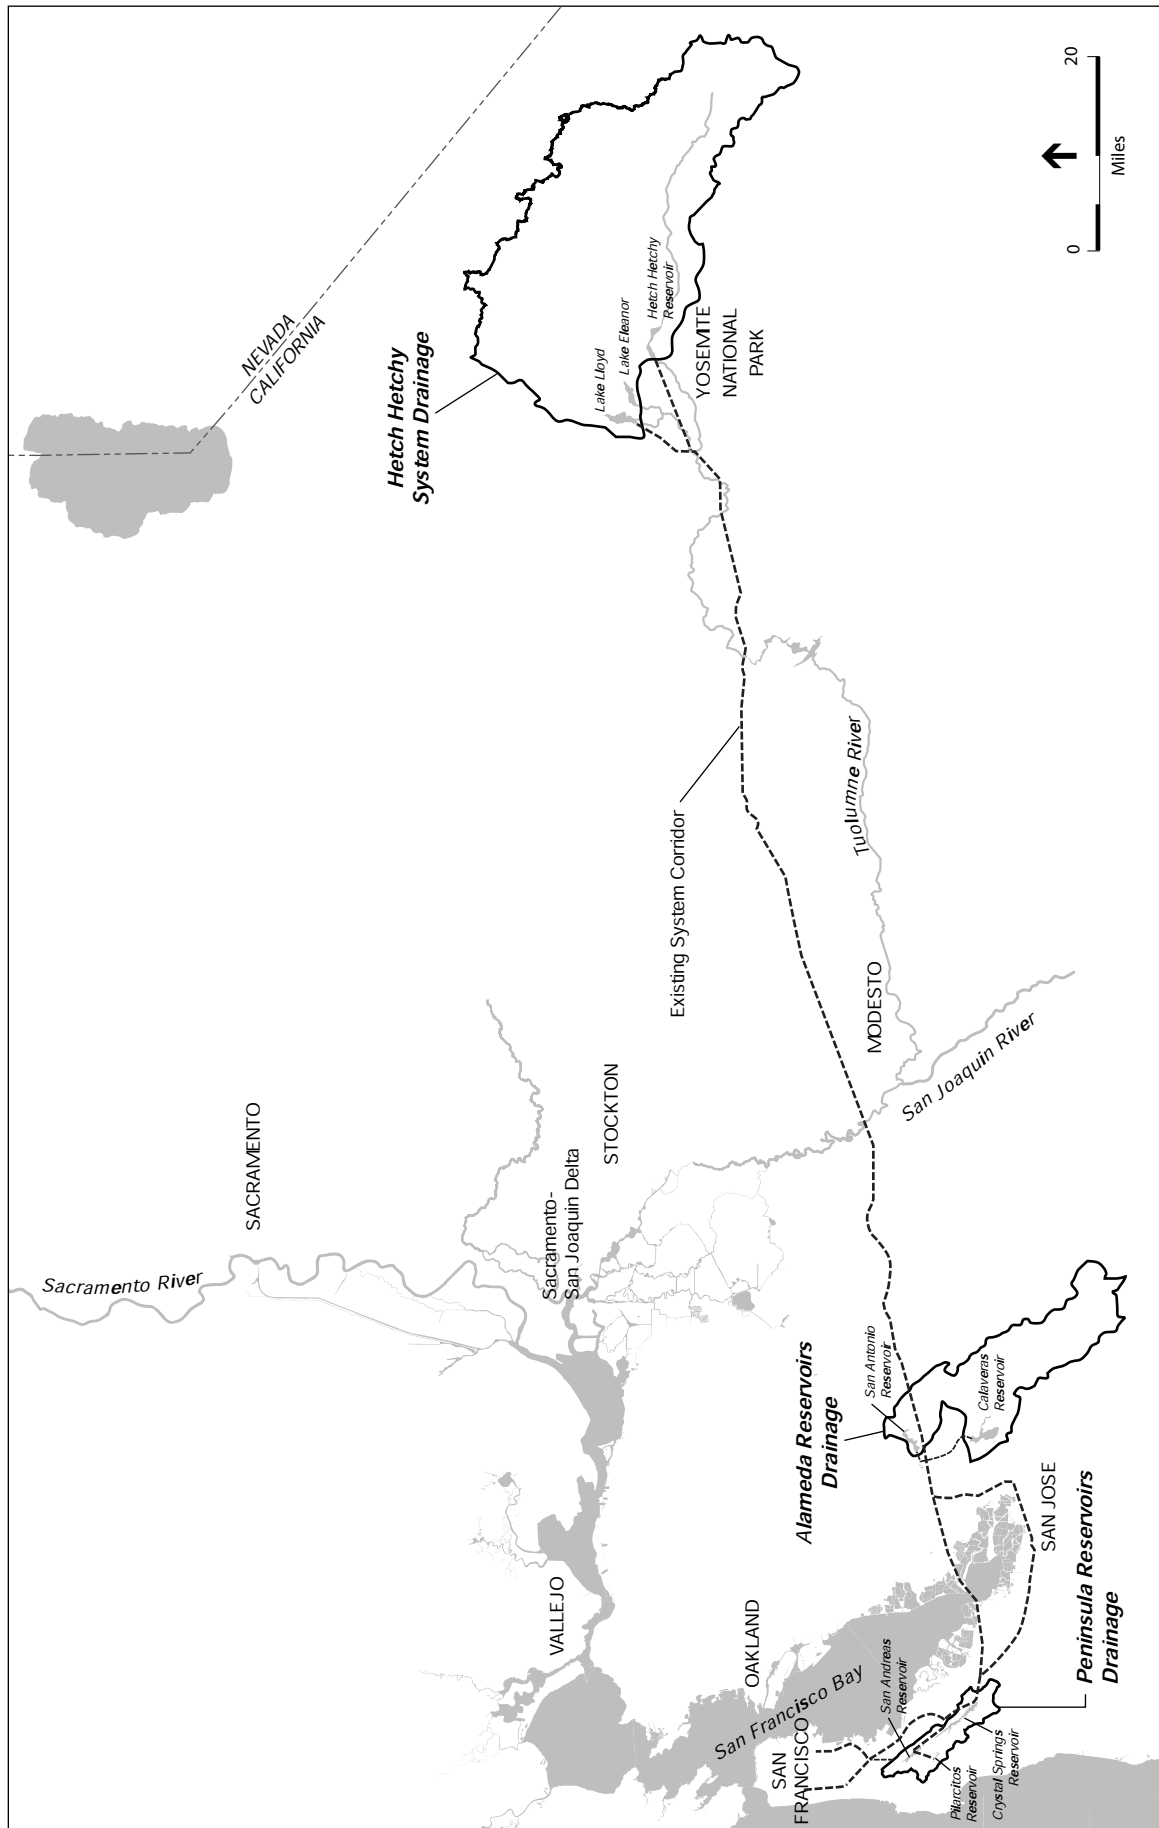 NEVADA
CALIFORNIA
Hetch Hetchy
System Drainage
Lake Lloyd
Lake Eleanor
Hetch Hetchy
Reservoir
YOSEMITE
NATIONAL
PARK
0
20
Miles
Existing System Corridor
Tuolumne River
MODESTO
San Joaquin River
SACRAMENTO
Sacramento River
Sacramento-
San Joaquin Delta
STOCKTON
Alameda Reservoirs
Drainage
San Antonio
Reservoir
Calaveras
Reservoir
VALLEJO
OAKLAND
San Francisco Bay
SAN JOSE
SAN
FRANCISCO
San Andreas
Reservoir
Pilarcitos
Reservoir
Crystal Springs
Reservoir
Peninsula Reservoirs
Drainage